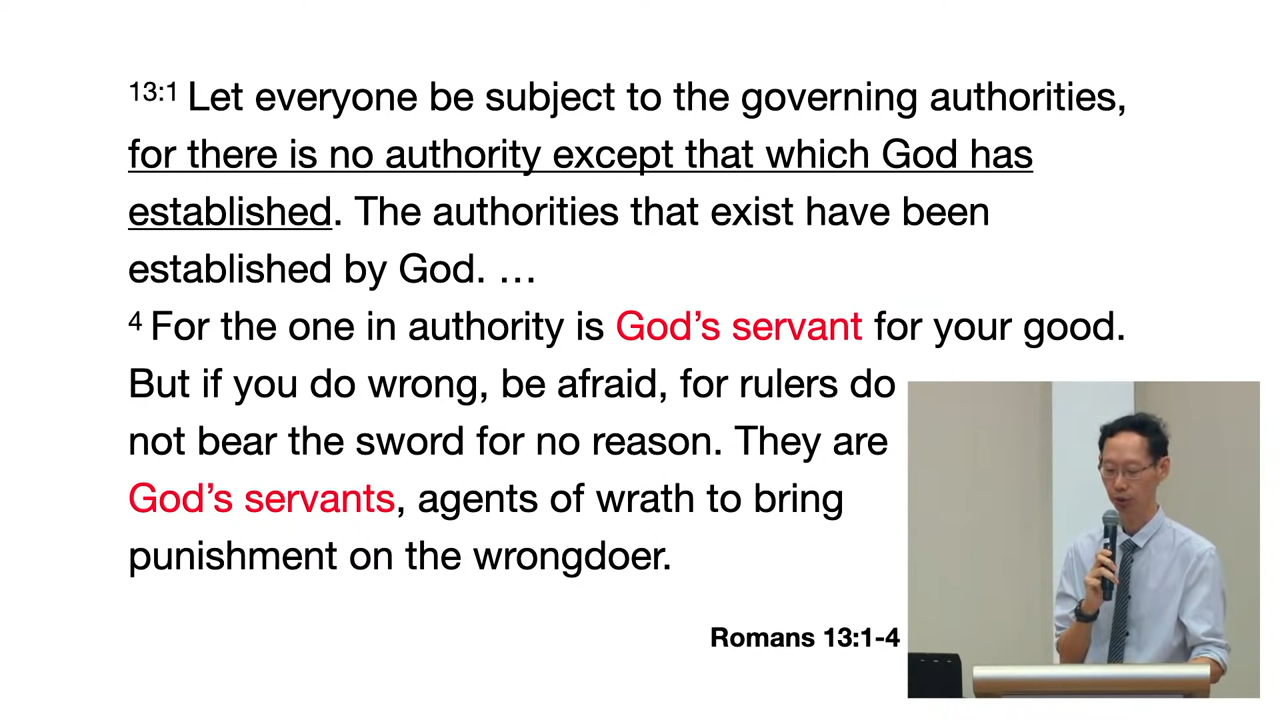 13:1 Let everyone be subject to the governing authorities,
for there is no authority except that which God has
established. The authorities that exist have been
established by God. …
4 For the one in authority is God’s servant for your good.
But if you do wrong, be afraid, for rulers do
not bear the sword for no reason. They are
God’s servants, agents of wrath to bring
punishment on the wrongdoer.
Romans 13:1-4